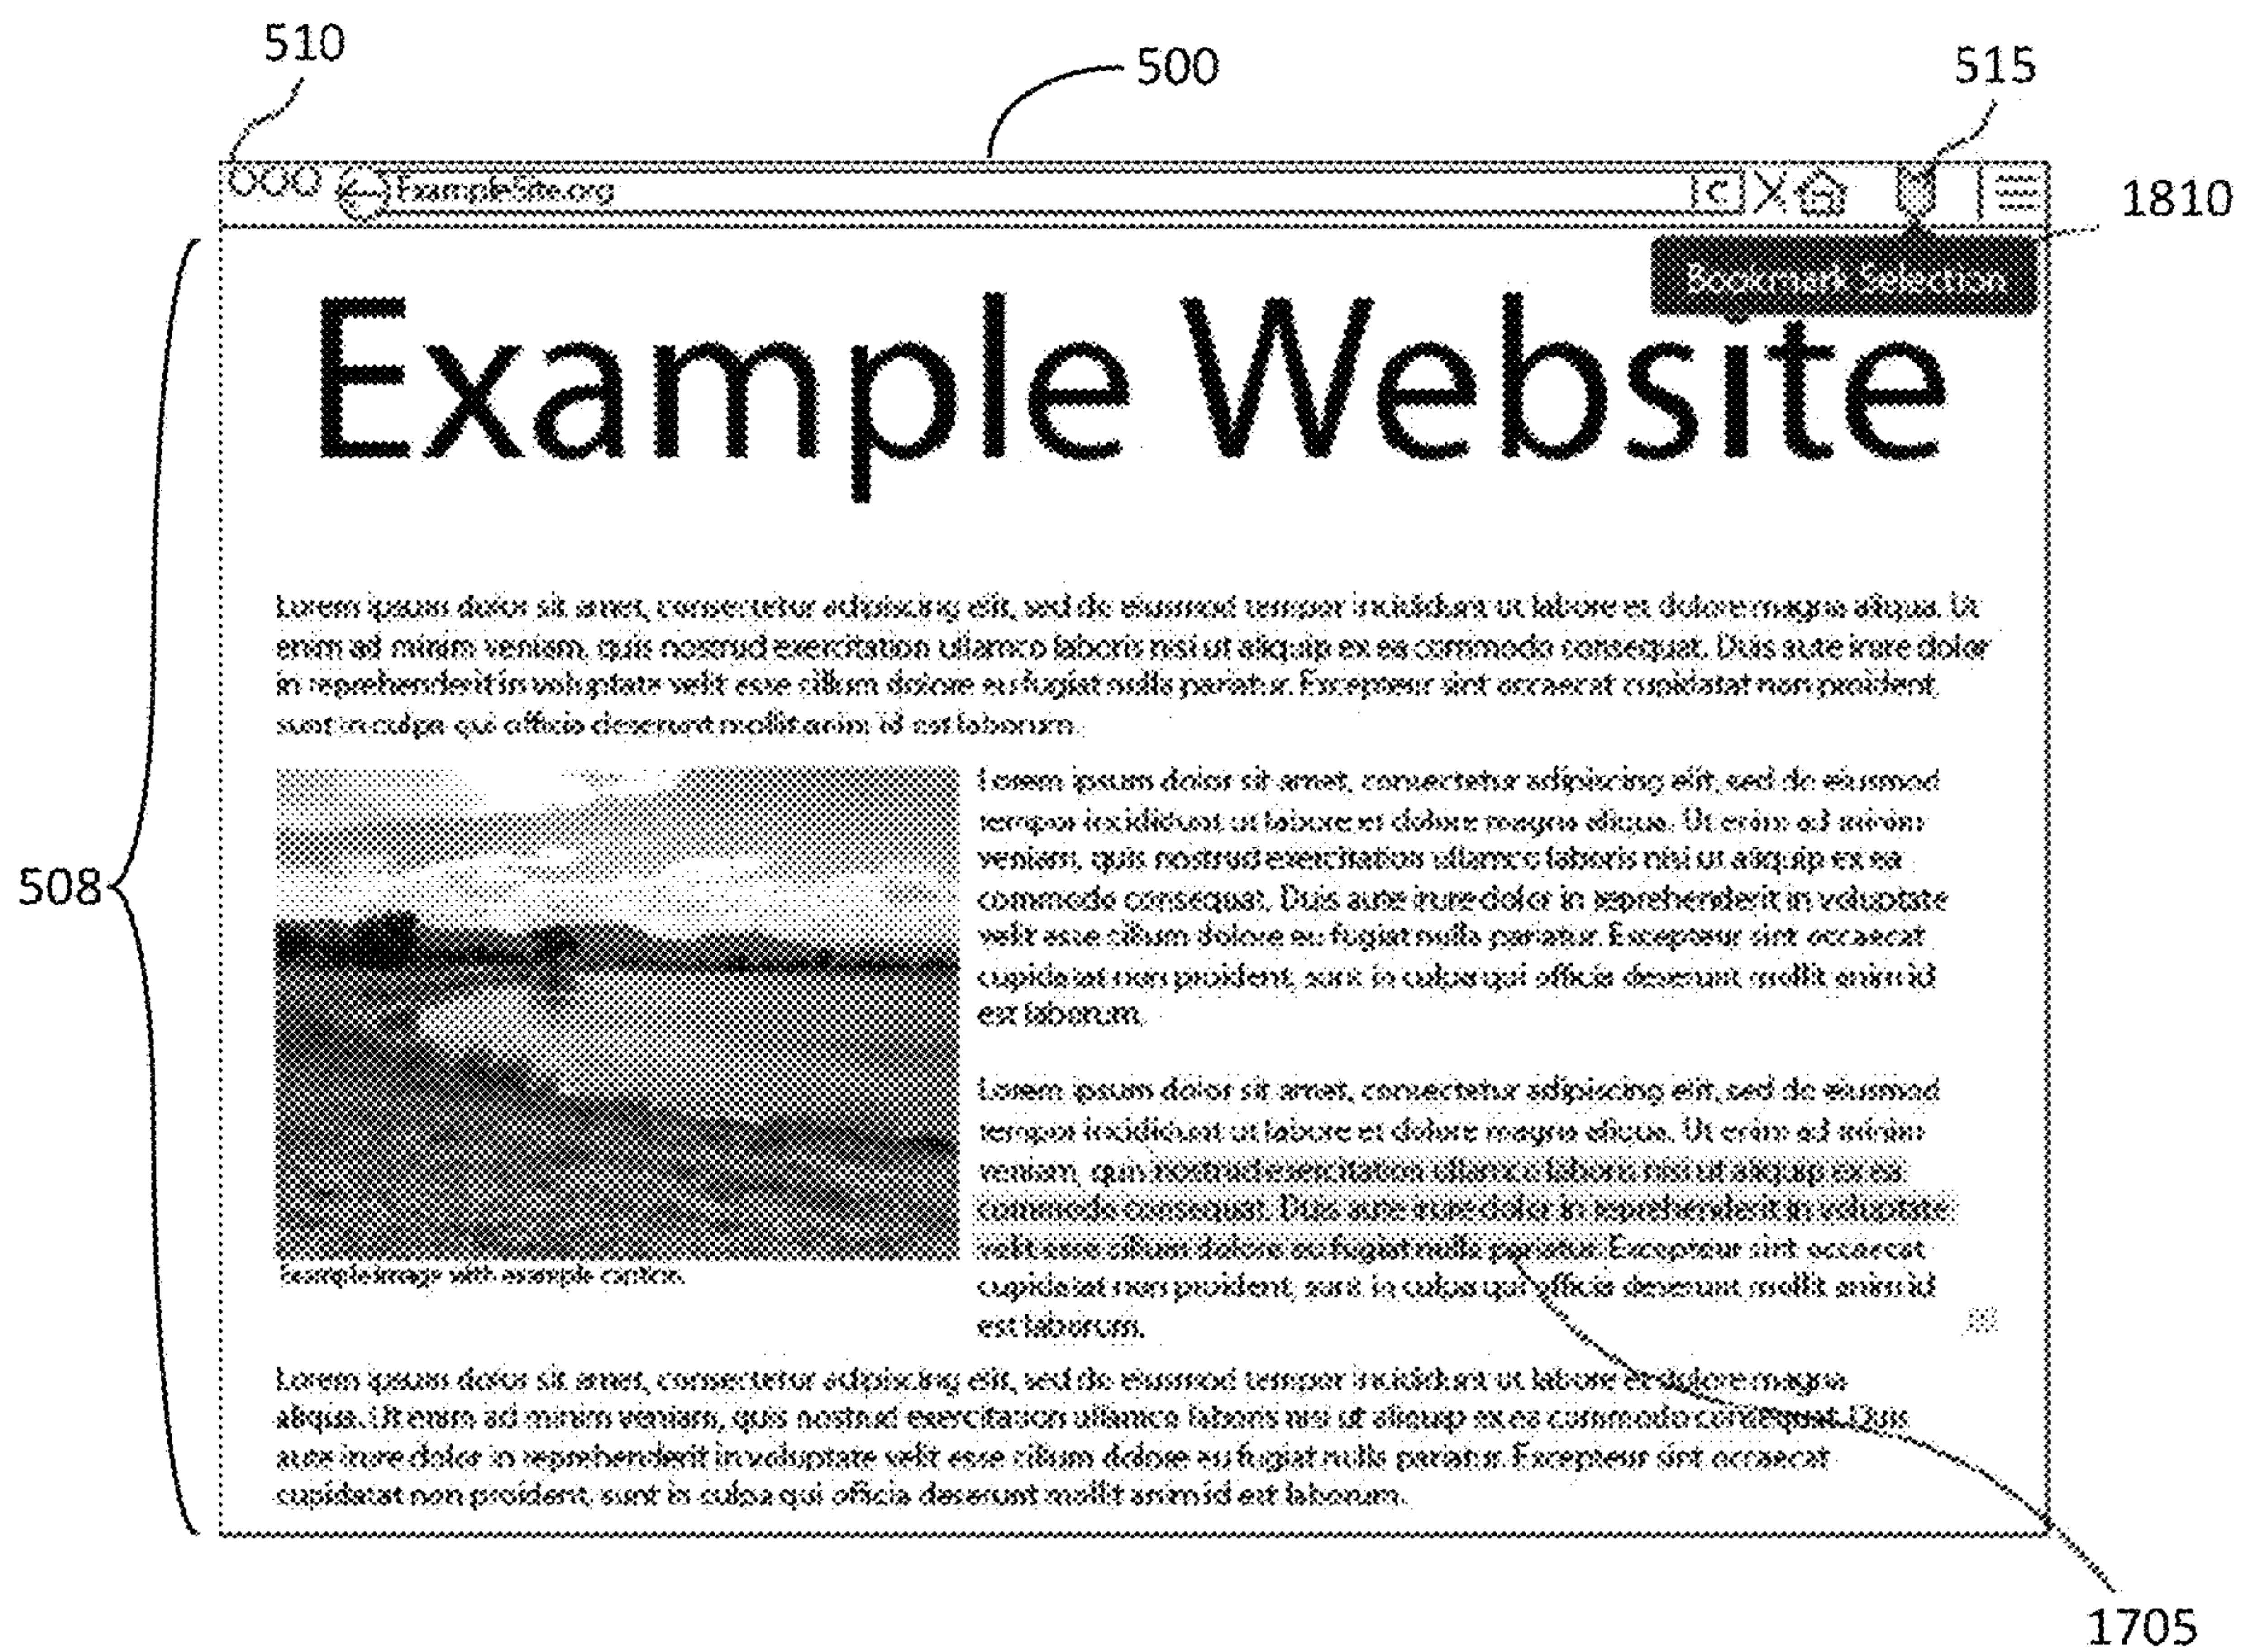 510
500
515
ExampleSite.org
1810
Bookmark Selection
Example Website
Lorem ipsum dolor sit amet, consectetur adipiscing elit, sed do eiusmod tempor incididunt ut labore et dolore magna aliqua. Ut
enim ad minim veniam, quis nostrud exercitation ullamco laboris nisi ut aliquip ex ea commodo consequat. Duis aute irure dolor
in reprehenderit in voluptate velit esse cillum dolore eu fugiat nulla pariatur. Excepteur sint occaecat cupidatat non proident,
sunt in culpa qui officia deserunt mollit anim id est laborum.
508
Lorem ipsum dolor sit amet, consectetur adipiscing elit, sed do eiusmod
tempor incididunt ut labore et dolore magna aliqua. Ut enim ad minim
veniam, quis nostrud exercitation ullamco laboris nisi ut aliquip ex ea
commodo consequat. Duis aute irure dolor in reprehenderit in voluptate
velit esse cillum dolore eu fugiat nulla pariatur. Excepteur sint occaecat
cupidatat non proident, sunt in culpa qui officia deserunt mollit anim id
est laborum.
Lorem ipsum dolor sit amet, consectetur adipiscing elit, sed do eiusmod
tempor incididunt ut labore et dolore magna aliqua. Ut enim ad minim
veniam, quis nostrud exercitation ullamco laboris nisi ut aliquip ex ea
commodo consequat. Duis aute irure dolor in reprehenderit in voluptate
velit esse cillum dolore eu fugiat nulla pariatur. Excepteur sint occaecat
cupidatat non proident, sunt in culpa qui officia deserunt mollit anim id
est laborum.
Example image with example caption.
Lorem ipsum dolor sit amet, consectetur adipiscing elit, sed do eiusmod tempor incididunt ut labore et dolore magna
aliqua. Ut enim ad minim veniam, quis nostrud exercitation ullamco laboris nisi ut aliquip ex ea commodo consequat. Duis
aute irure dolor in reprehenderit in voluptate velit esse cillum dolore eu fugiat nulla pariatur. Excepteur sint occaecat
cupidatat non proident, sunt in culpa qui officia deserunt mollit anim id est laborum.
1705